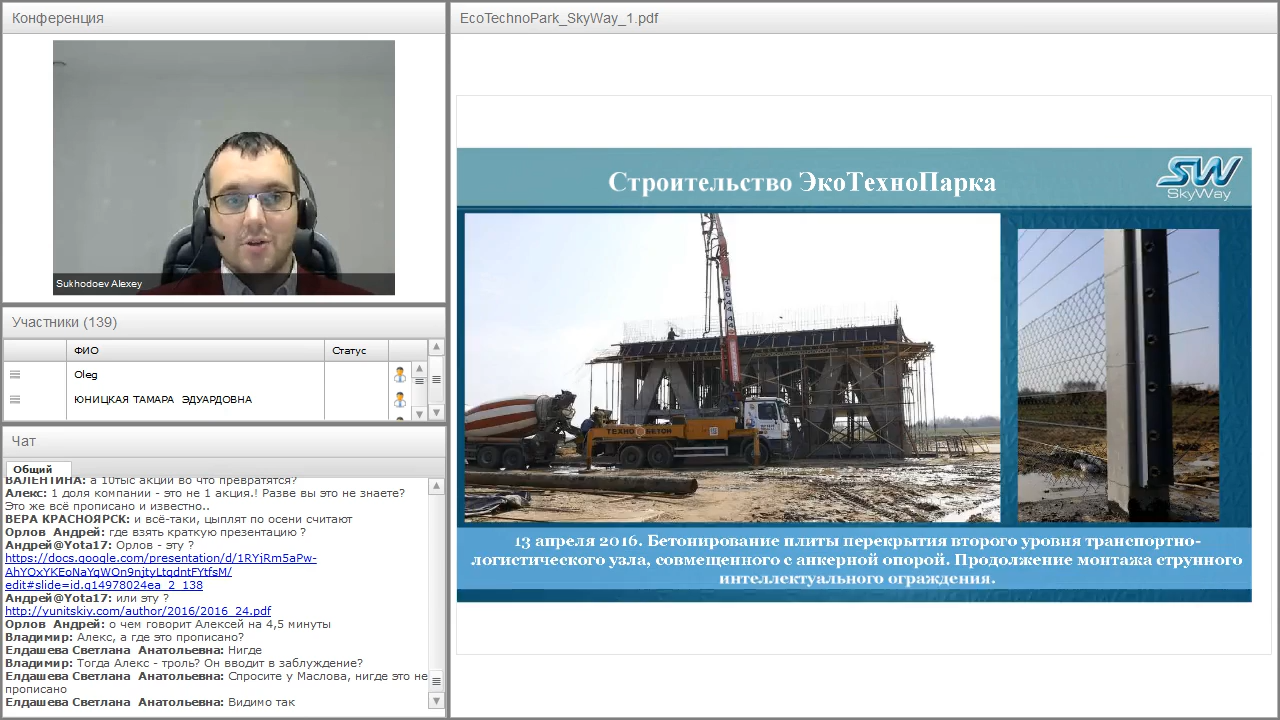 Конференция
Sukhodoev Alexey
Участники (139)
ФИО
Статус
Oleg
ЮНИЦКАЯ ТАМАРА ЭДУАРДОВНА
Чат
Общий
ВАЛЕНТИНА: а 10тыс акций во что превратятся?
Алекс: 1 доля компании - это не 1 акция.! Разве вы это не знаете?
Это же всё прописано и известно..
ВЕРА КРАСНОЯРСК: и всё-таки, цыплят по осени считают
Орлов Андрей: где взять краткую презентацию ?
Андрей@Yota17: Орлов - эту ?
https://docs.google.com/presentation/d/1RYjRm5aPw-
AhYOxYKEoNaYgWOn9njtyLtgdntFYtfsM/
edit#slide=id.g14978024ea_2_138
Андрей@Yota17: или эту ?
http://yunitskiy.com/author/2016/2016_24.pdf
Орлов Андрей: о чем говорит Алексей на 4,5 минуты
Владимир: Алекс, а где это прописано?
Елдашева Светлана Анатольевна: Нигде
Владимир: Тогда Алекс - троль? Он вводит в заблуждение?
Елдашева Светлана Анатольевна: Спросите у Маслова, нигде это не
прописано
Елдашева Светлана Анатольевна: Видимо так
EcoTechnoPark_SkyWay_1.pdf
Строительство ЭкоТехноПарка
SW
SkyWay
ТЕХНО БЕТОН
13 апреля 2016. Бетонирование плиты перекрытия второго уровня транспортно-
логистического узла, совмещенного с анкерной опорой. Продолжение монтажа струнного
интеллектуального ограждения.